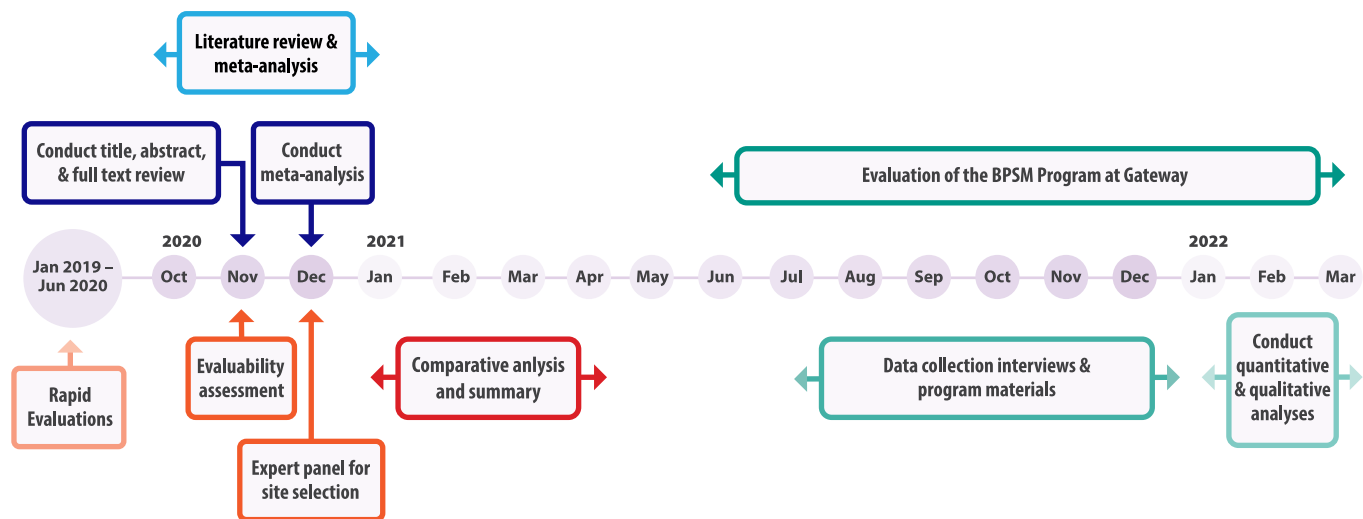 Literature review &
meta-analysis
Conduct title, abstract,
& full text review
Conduct
meta-analysis
Evaluation of the BPSM Program at Gateway
2020
2021
2022
Jan 2019 –
Jun 2020
Oct
Nov
Dec
Jan
Feb
Mar
Apr
May
Jun
Jul
Aug
Sep
Oct
Nov
Dec
Jan
Feb
Mar
Rapid
Evaluations
Evaluability
assessment
Expert panel for
site selection
Comparative anlysis
and summary
Data collection interviews &
program materials
Conduct
quantitative
& qualitative
analyses